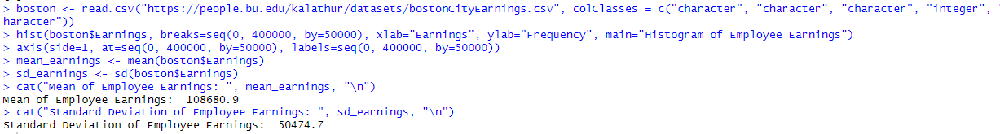 > boston <- read.csv("https://people.bu.edu/kalathur/datasets/bostonCityEarnings.csv", colClasses = c("character", "character", "character", "integer", "
haracter"))
> hist(boston$Earnings, breaks=seq(0, 400000, by=50000), xlab="Earnings", ylab="Frequency", main="Histogram of Employee Earnings")
> axis(side=1, at=seq(0, 400000, by=50000), labels=seq(0, 400000, by=50000))
> mean_earnings <- mean(boston$Earnings)
> sd_earnings <- sd(boston$Earnings)
> cat("Mean of Employee Earnings: ", mean_earnings, "\n")
Mean of Employee Earnings:  108680.9
> cat("Standard Deviation of Employee Earnings: ", sd_earnings, "\n")
Standard Deviation of Employee Earnings:  50474.7